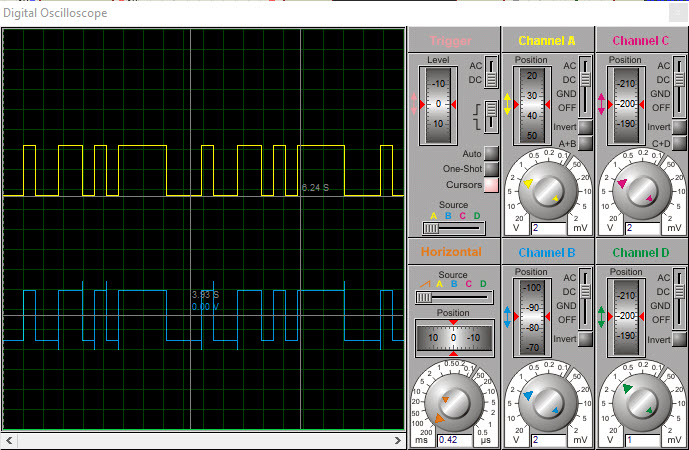 Digital Oscilloscope
6.24 S
3.93 S
0.00 V
Trigger
Level
-10
0
10
AC
DC
Auto
One-Shot
Cursors
Source
A B C D
Channel A
Position
20
30
40
50
AC
DC
GND
OFF
Invert
A+B
0.5 0.2 0.1
1
2
5
10
20
50
20
10
5
2
V
2
mV
Channel C
Position
-210
-200
-190
AC
DC
GND
OFF
Invert
C+D
0.5 0.2 0.1
1
2
5
10
20
50
20
10
5
2
V
2
mV
Horizontal
Source
A B C D
Position
10 0 -10
200
100
50
20
10
5
2
1 0.5 0.2 0.1
50
20
10
5
2
1
0.5
ms
0.42
µs
Channel B
Position
-100
-90
-80
-70
AC
DC
GND
OFF
Invert
0.5 0.2 0.1
1
2
5
10
20
50
20
10
5
2
V
2
mV
Channel D
Position
-210
-200
-190
AC
DC
GND
OFF
Invert
0.5 0.2 0.1
1
2
5
10
20
50
20
10
5
2
V
1
mV